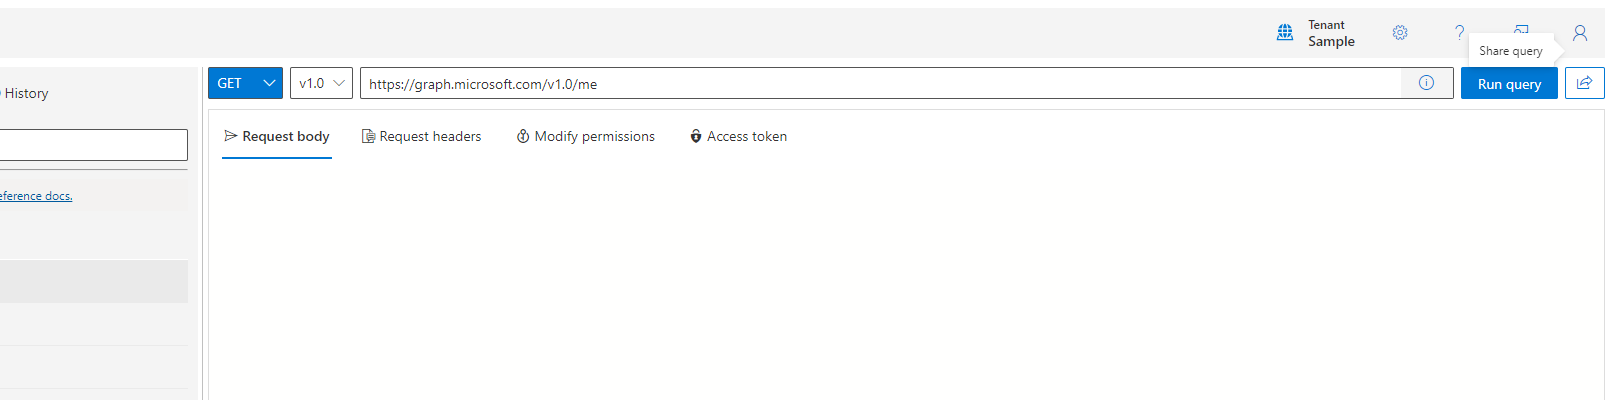 Tenant
Sample
?
Share query
History
GET
v1.0
https://graph.microsoft.com/v1.0/me
Run query
Request body
Request headers
Modify permissions
Access token
eference docs.